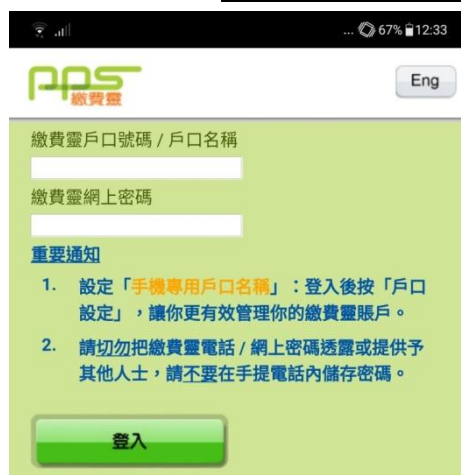 ... 67% 12:33
pps
繳費靈
Eng
繳費靈戶口號碼 / 戶口名稱
繳費靈網上密碼
重要通知
1. 設定「手機專用戶口名稱」：登入後按「戶口
設定」，讓你更有效管理你的繳費靈賬戶。
2. 請切勿把繳費靈電話 / 網上密碼透露或提供予
其他人士，請不要在手提電話內儲存密碼。
登入